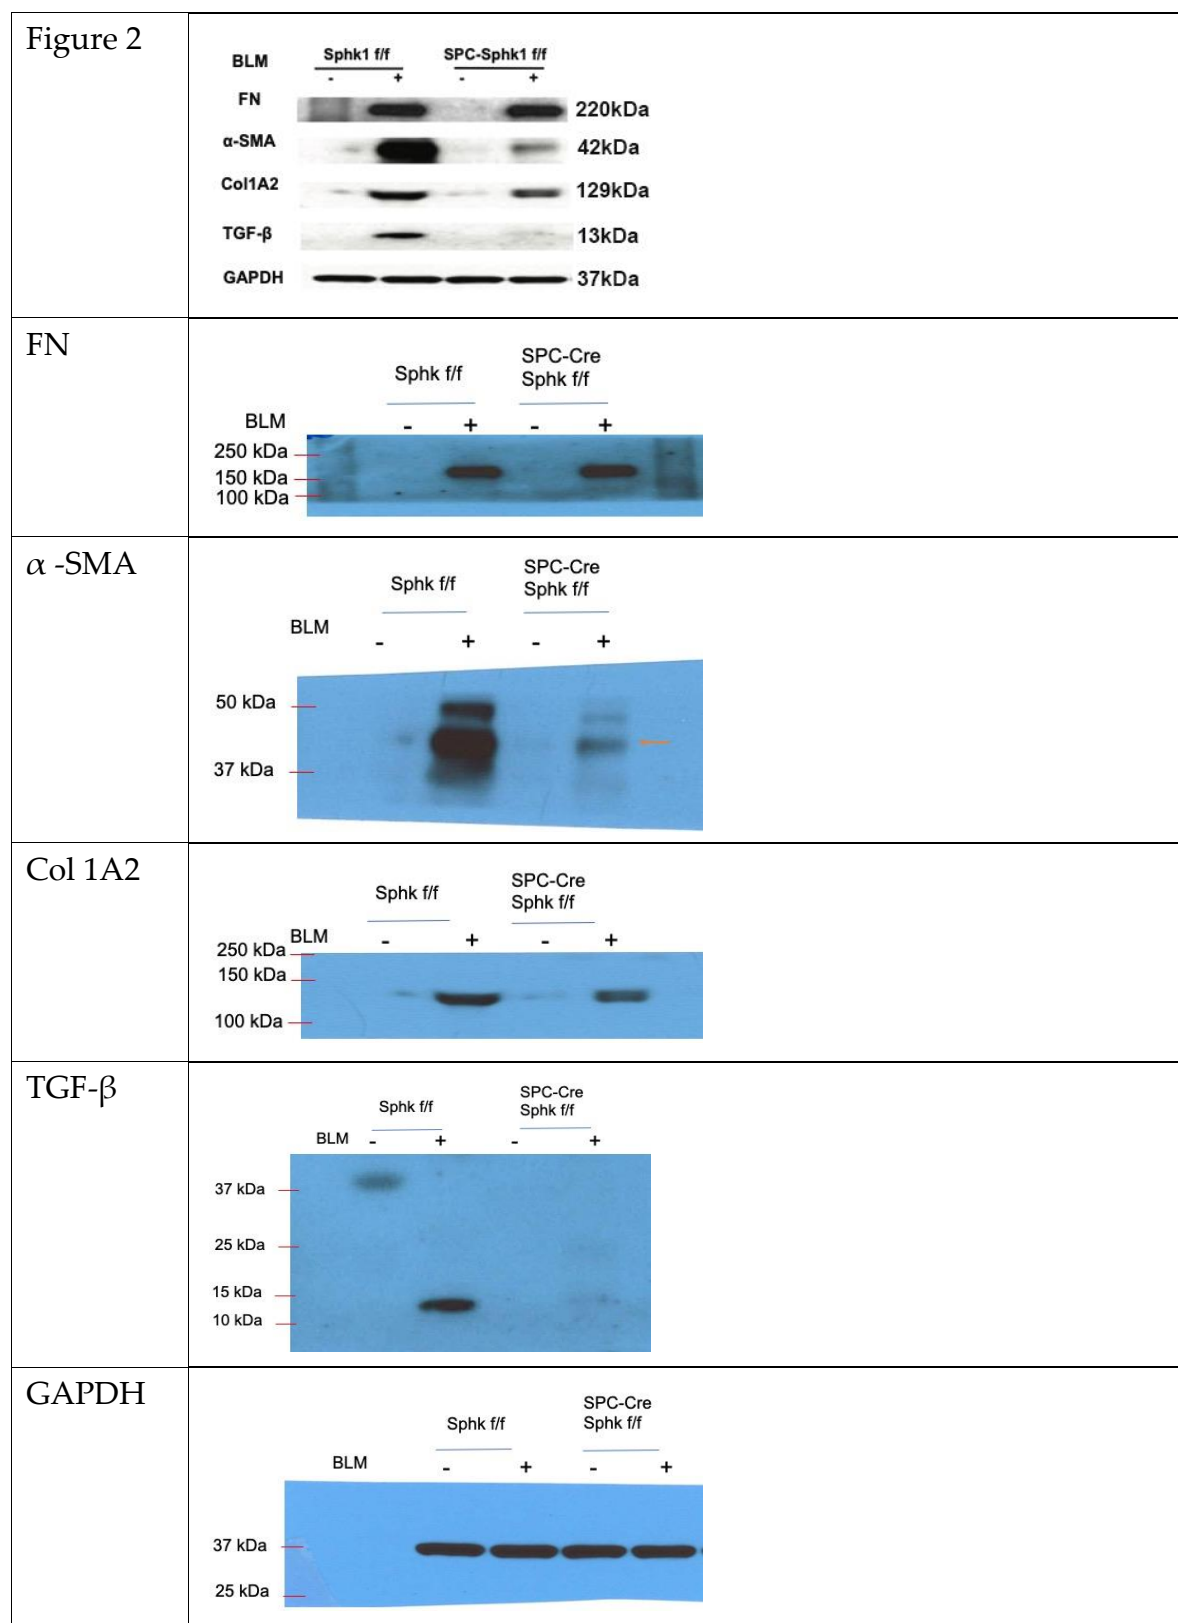 Figure 2
BLM Sphk1 f/f SPC-Sphk1 f/f
- + - +
FN 220kDa
α-SMA 42kDa
Col1A2 129kDa
TGF-β 13kDa
GAPDH 37kDa
FN
SPC-Cre
Sphk f/f Sphk f/f
BLM - + - +
250 kDa
150 kDa
100 kDa
α -SMA
SPC-Cre
Sphk f/f Sphk f/f
BLM
- + - +
50 kDa
37 kDa
Col 1A2
SPC-Cre
Sphk f/f Sphk f/f
BLM - + - +
250 kDa
150 kDa
100 kDa
TGF-β
SPC-Cre
Sphk f/f Sphk f/f
BLM - + - +
37 kDa
25 kDa
15 kDa
10 kDa
GAPDH
SPC-Cre
Sphk f/f Sphk f/f
BLM - + - +
37 kDa
25 kDa